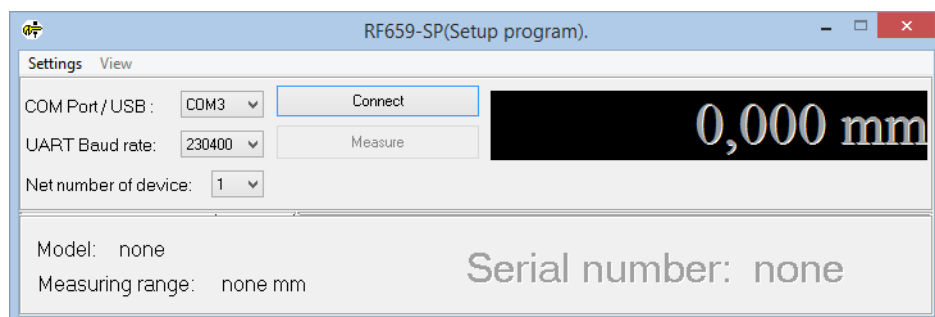 RF659-SP(Setup program).
Settings View
COM Port / USB : COM3 Connect
0,000 mm
UART Baud rate: 230400 Measure
Net number of device: 1
Model: none
Serial number: none
Measuring range: none mm